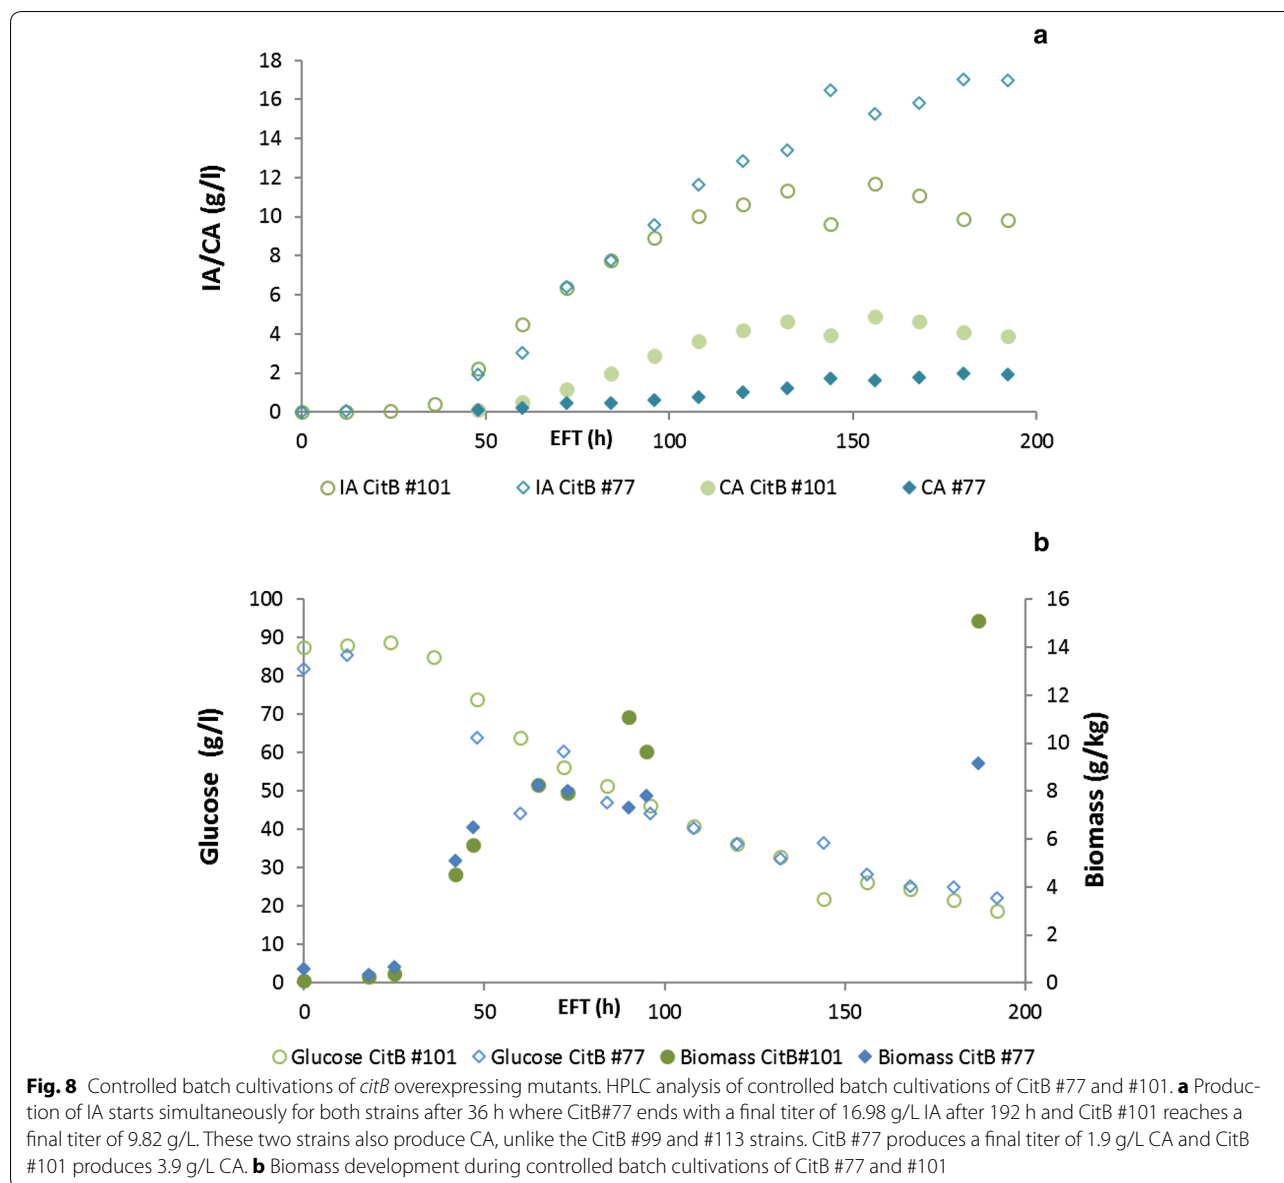 a
18
16
14
12
10
8
6
4
2
0
IA/CA (g/l)
0 50 100 150 200
EFT (h)
IA CitB #101 IA CitB #77 CA CitB #101 CA #77
b
100
90
80
70
60
50
40
30
20
10
0
Glucose (g/l)
16
14
12
10
8
6
4
2
0
Biomass (g/kg)
0 50 100 150 200
EFT (h)
Glucose CitB #101 Glucose CitB #77 Biomass CitB#101 Biomass CitB #77
Fig. 8 Controlled batch cultivations of citB overexpressing mutants. HPLC analysis of controlled batch cultivations of CitB #77 and #101. a Produc-
tion of IA starts simultaneously for both strains after 36 h where CitB#77 ends with a final titer of 16.98 g/L IA after 192 h and CitB #101 reaches a
final titer of 9.82 g/L. These two strains also produce CA, unlike the CitB #99 and #113 strains. CitB #77 produces a final titer of 1.9 g/L CA and CitB
#101 produces 3.9 g/L CA. b Biomass development during controlled batch cultivations of CitB #77 and #101